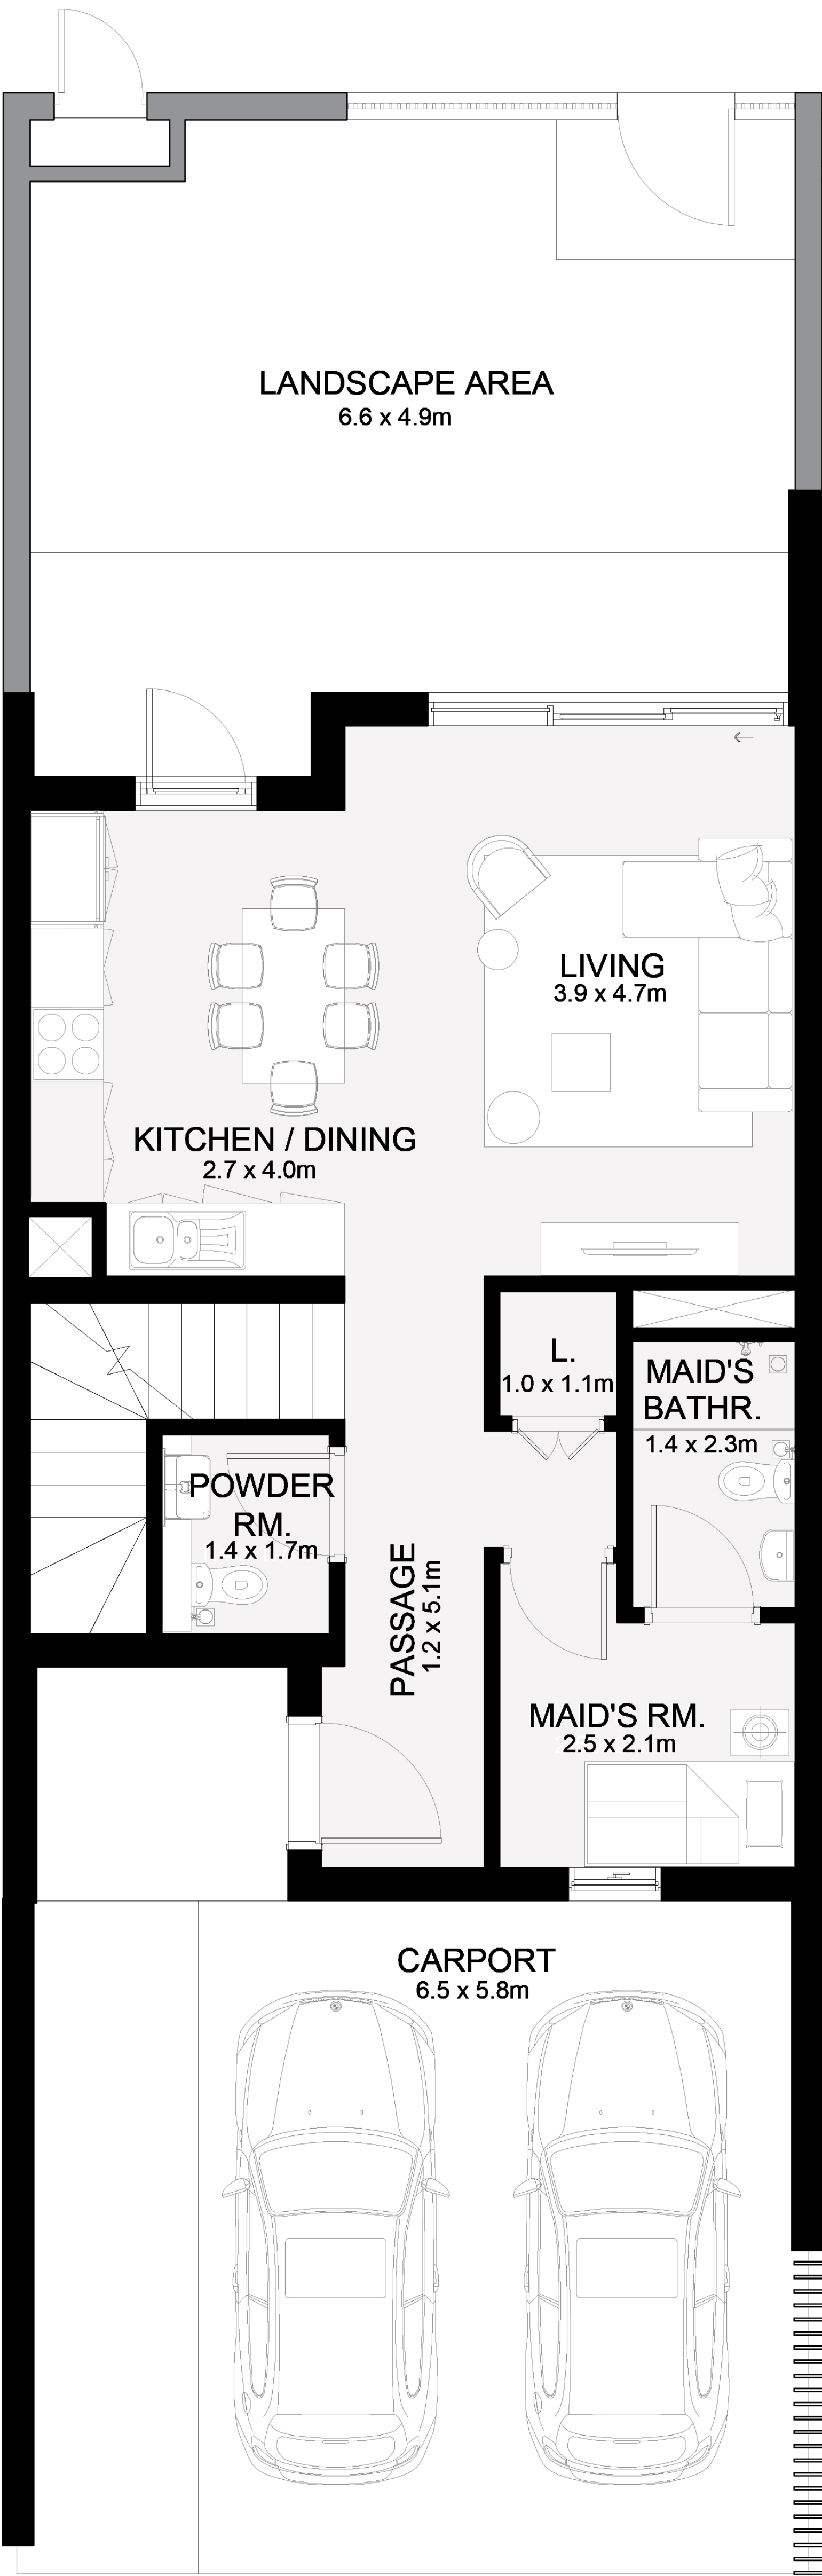 LANDSCAPE AREA
6.6 x 4.9m
LIVING
3.9 x 4.7m
KITCHEN / DINING
2.7 x 4.0m
L.
1.0 x 1.1m
MAID'S
BATHR.
1.4 x 2.3m
POWDER
RM.
1.4 x 1.7m
PASSAGE
1.2 x 5.1m
MAID'S RM.
2.5 x 2.1m
CARPORT
6.5 x 5.8m